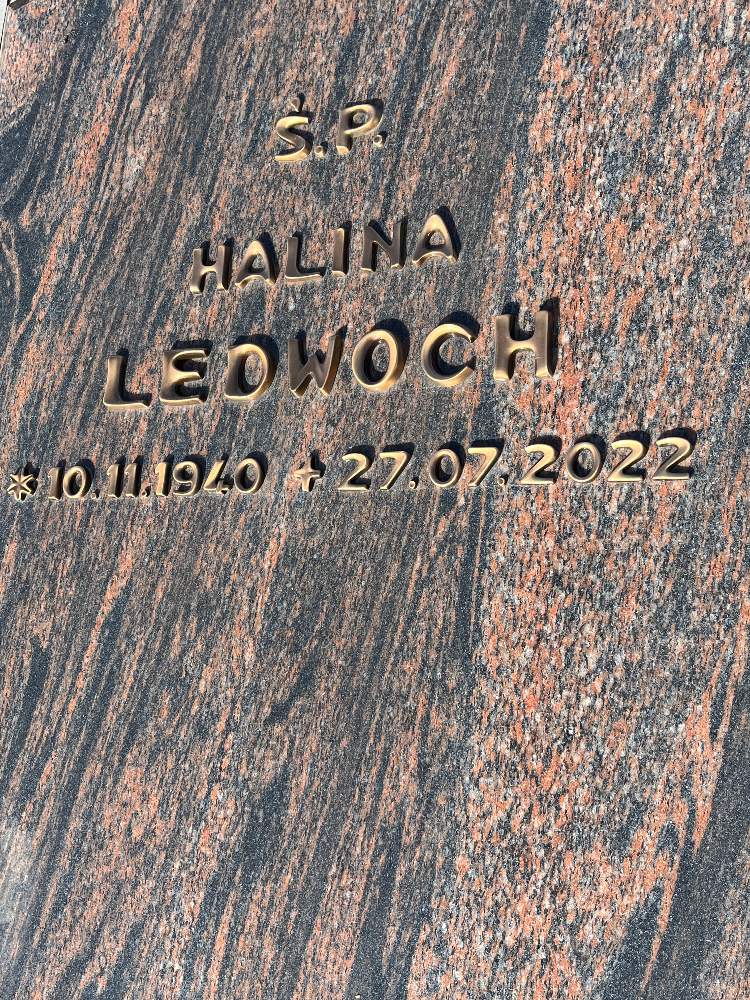 Ś.P.
HALINA
LEDWOCH
* 10.11.1940 + 27.07.2022